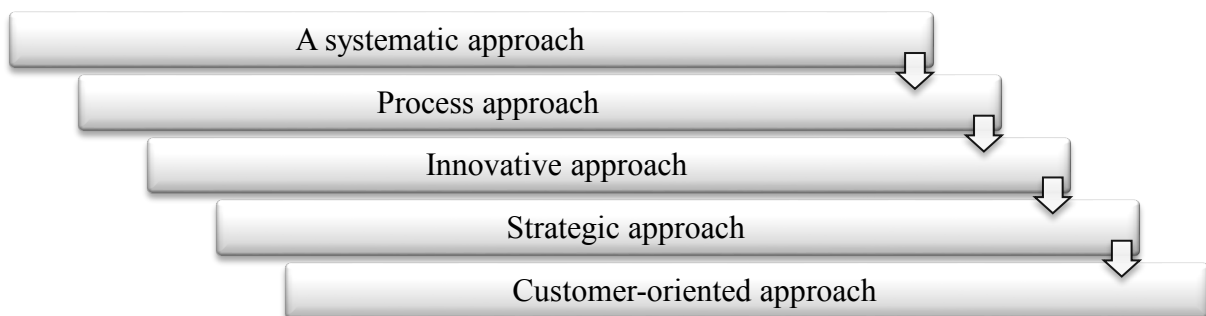 A systematic approach
Process approach
Innovative approach
Strategic approach
Customer-oriented approach